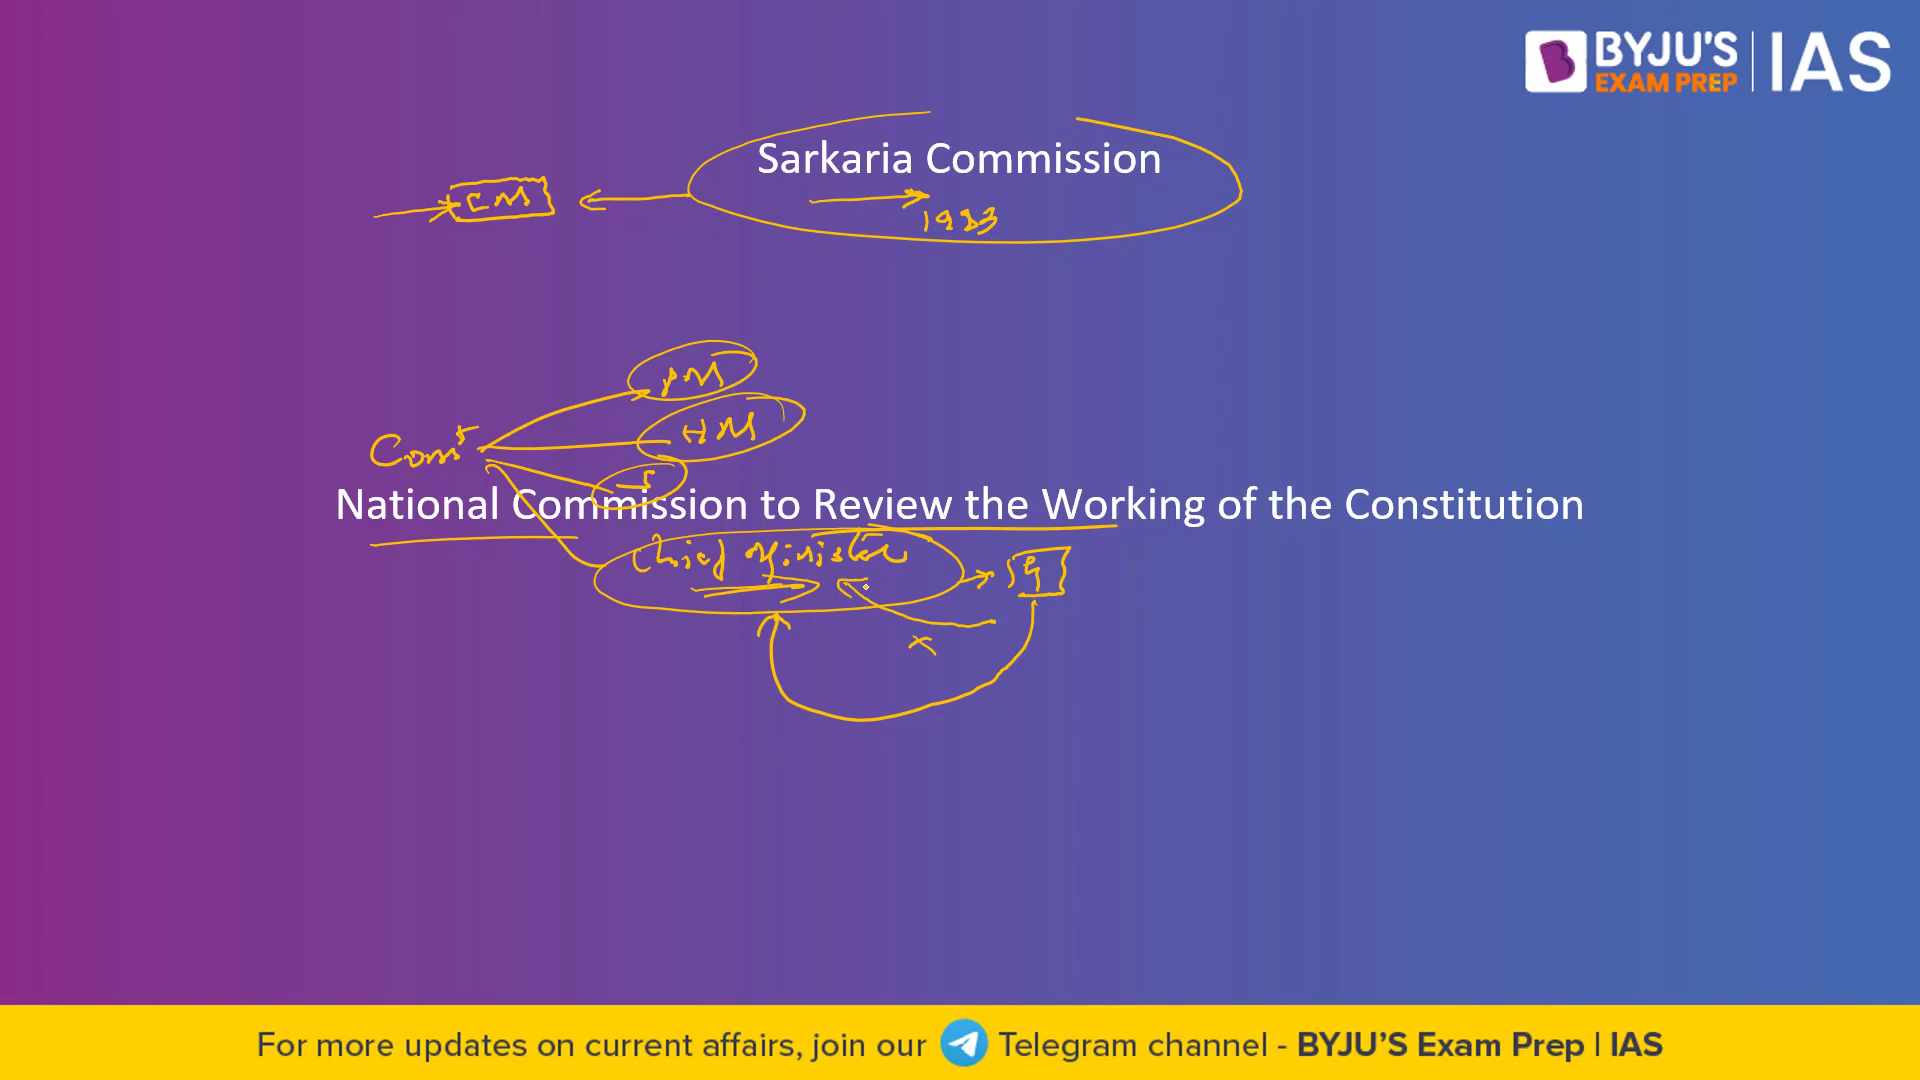 BYJU'S
EXAM PREP
IAS
Sarkaria Commission
CM
1983
PM
HM
Comt
National Commission to Review the Working of the Constitution
Chief Minister
G
x
For more updates on current affairs, join our Telegram channel - BYJU'S Exam Prep | IAS